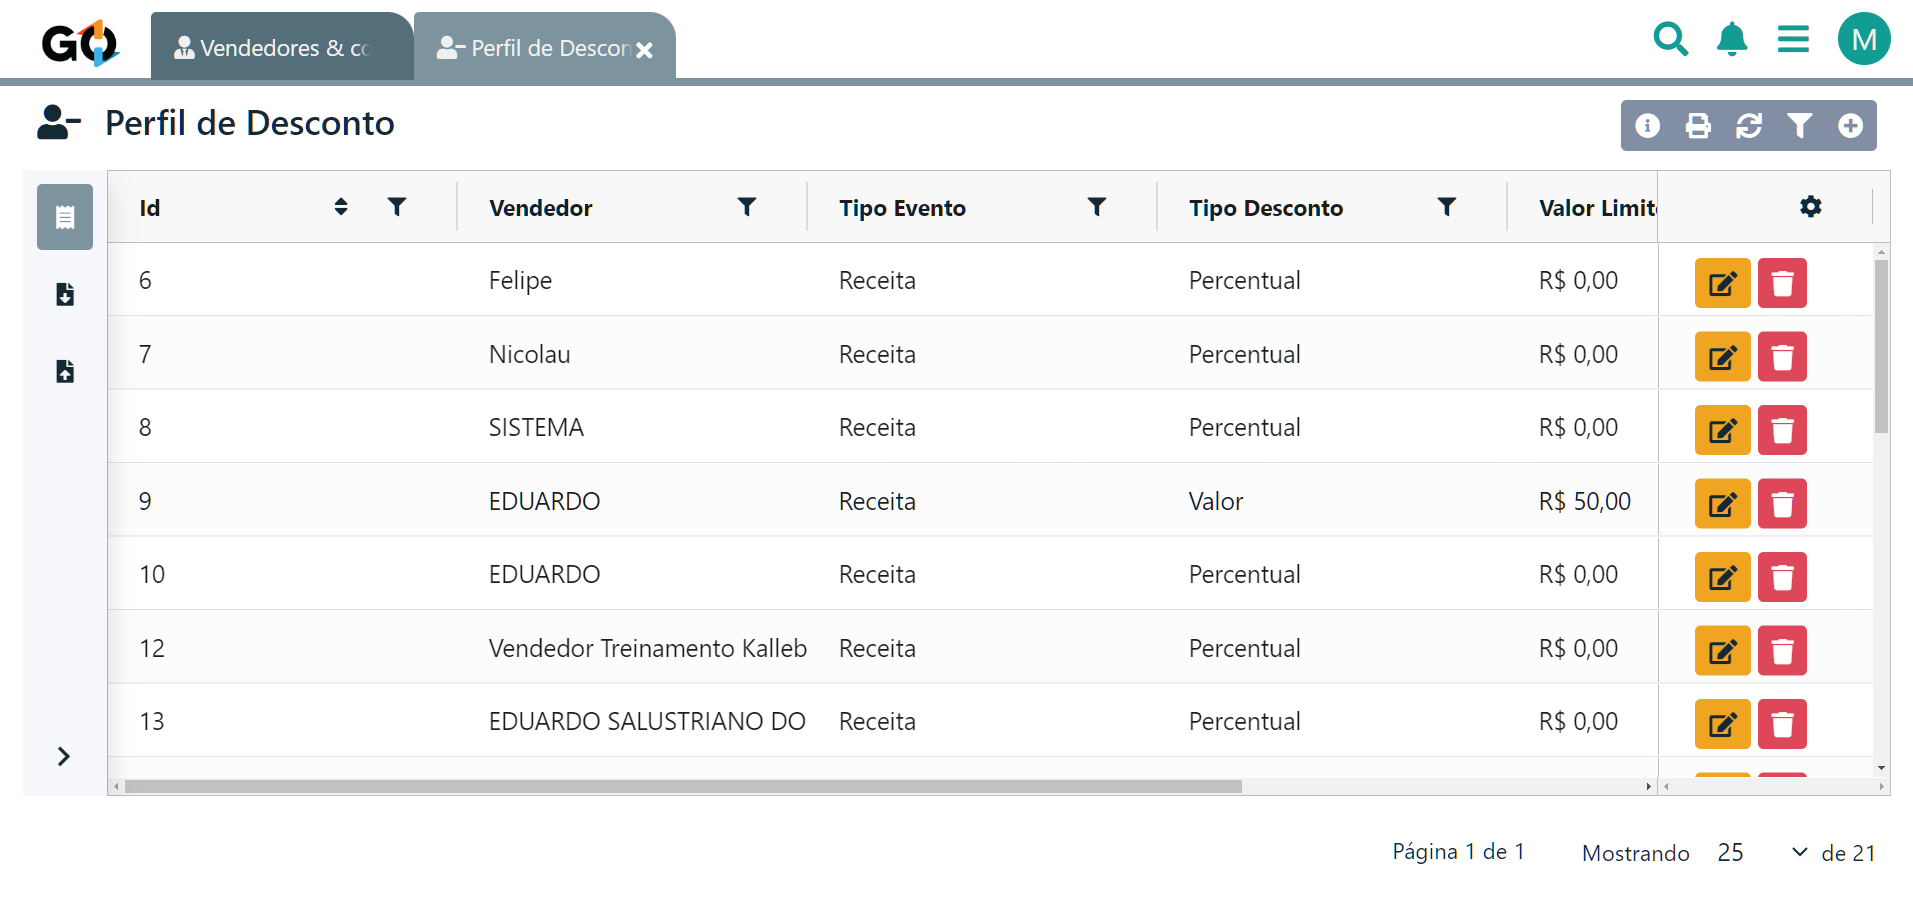 GO
Vendedores & co
Perfil de Descon
M
Perfil de Desconto
Id Vendedor Tipo Evento Tipo Desconto Valor Limite
6 Felipe Receita Percentual R$ 0,00
7 Nicolau Receita Percentual R$ 0,00
8 SISTEMA Receita Percentual R$ 0,00
9 EDUARDO Receita Valor R$ 50,00
10 EDUARDO Receita Percentual R$ 0,00
12 Vendedor Treinamento Kalleb Receita Percentual R$ 0,00
13 EDUARDO SALUSTRIANO DO Receita Percentual R$ 0,00
Página 1 de 1 Mostrando 25 de 21